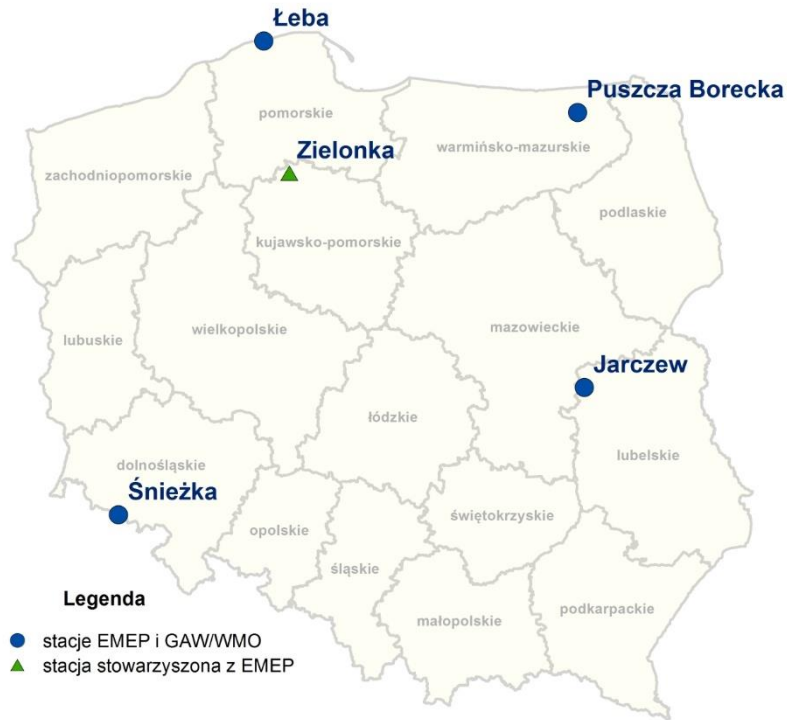 Łeba
Puszcza Borecka
pomorskie
Zielonka
warmińsko-mazurskie
zachodniopomorskie
podlaskie
kujawsko-pomorskie
wielkopolskie
mazowieckie
lubuskie
Jarczew
łódzkie
lubelskie
dolnośląskie
Śnieżka
świętokrzyskie
opolskie
śląskie
małopolskie
podkarpackie
Legenda
stacje EMEP i GAW/WMO
stacja stowarzyszona z EMEP